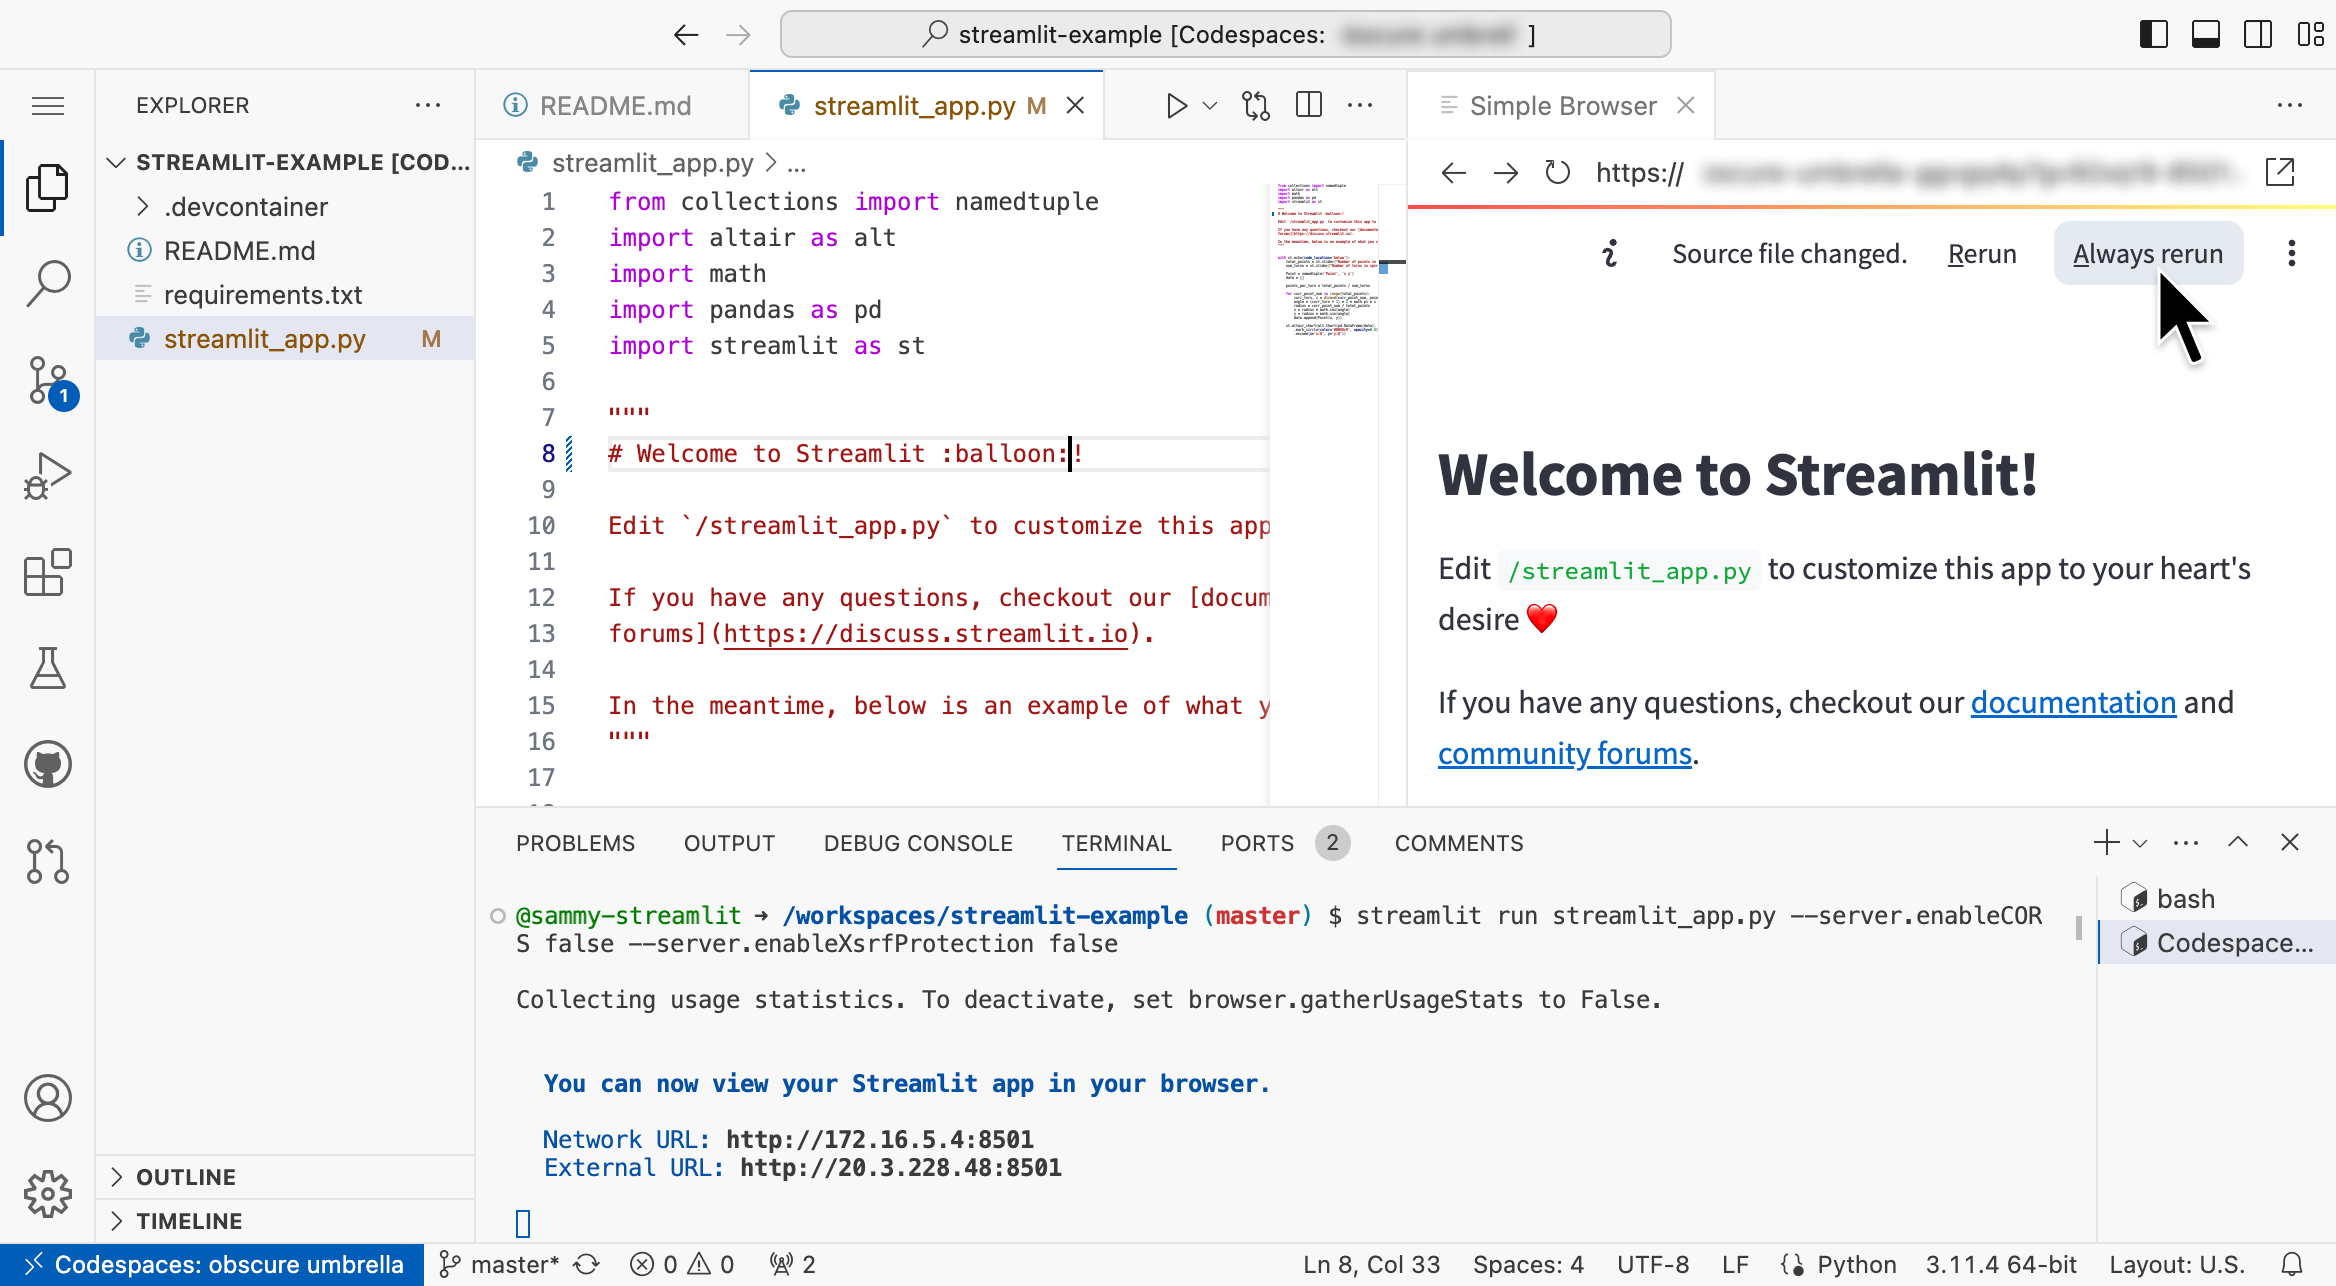 streamlit-example [Codespaces: ]
EXPLORER
STREAMLIT-EXAMPLE [COD...
.devcontainer
README.md
requirements.txt
streamlit_app.py M
OUTLINE
TIMELINE
1
README.md
streamlit_app.py M
streamlit_app.py > ...
1 from collections import namedtuple
2 import altair as alt
3 import math
4 import pandas as pd
5 import streamlit as st
6
7 """
8 # Welcome to Streamlit :balloon:!
9
10 Edit `/streamlit_app.py` to customize this app
11
12 If you have any questions, checkout our [docum
13 forums](https://discuss.streamlit.io).
14
15 In the meantime, below is an example of what y
16 """
17
Simple Browser
https://
Source file changed. Rerun Always rerun
Welcome to Streamlit!
Edit /streamlit_app.py to customize this app to your heart's
desire ❤️
If you have any questions, checkout our documentation and
community forums.
PROBLEMS OUTPUT DEBUG CONSOLE TERMINAL PORTS 2 COMMENTS
@sammy-streamlit ➜ /workspaces/streamlit-example (master) $ streamlit run streamlit_app.py --server.enableCOR
S false --server.enableXsrfProtection false
Collecting usage statistics. To deactivate, set browser.gatherUsageStats to False.
You can now view your Streamlit app in your browser.
Network URL: http://172.16.5.4:8501
External URL: http://20.3.228.48:8501
bash
Codespace...
Codespaces: obscure umbrella master* 0 0 2 Ln 8, Col 33 Spaces: 4 UTF-8 LF Python 3.11.4 64-bit Layout: U.S.